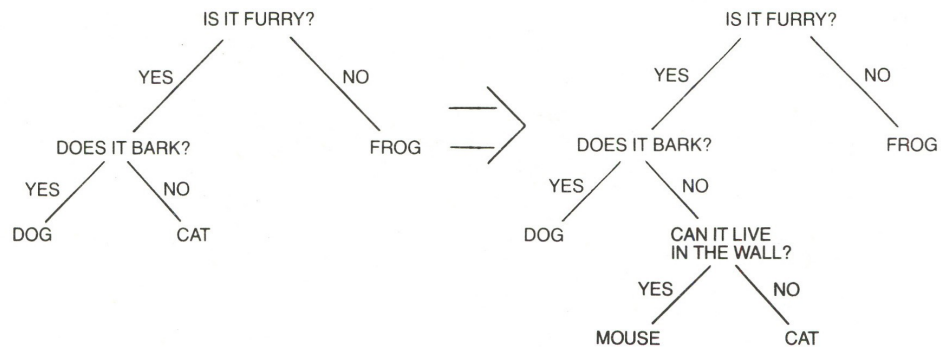 IS IT FURRY?
YES
NO
DOES IT BARK?
FROG
YES
NO
DOG
CAT
IS IT FURRY?
YES
NO
DOES IT BARK?
FROG
YES
NO
DOG
CAN IT LIVE
IN THE WALL?
YES
NO
MOUSE
CAT